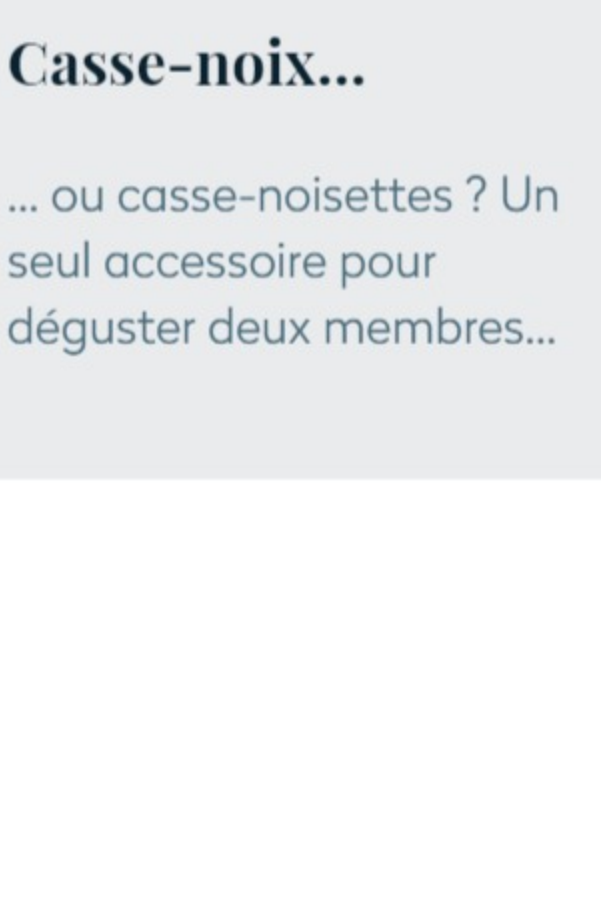 Casse-noix...
... ou casse-noisettes ? Un
seul accessoire pour
déguster deux membres...